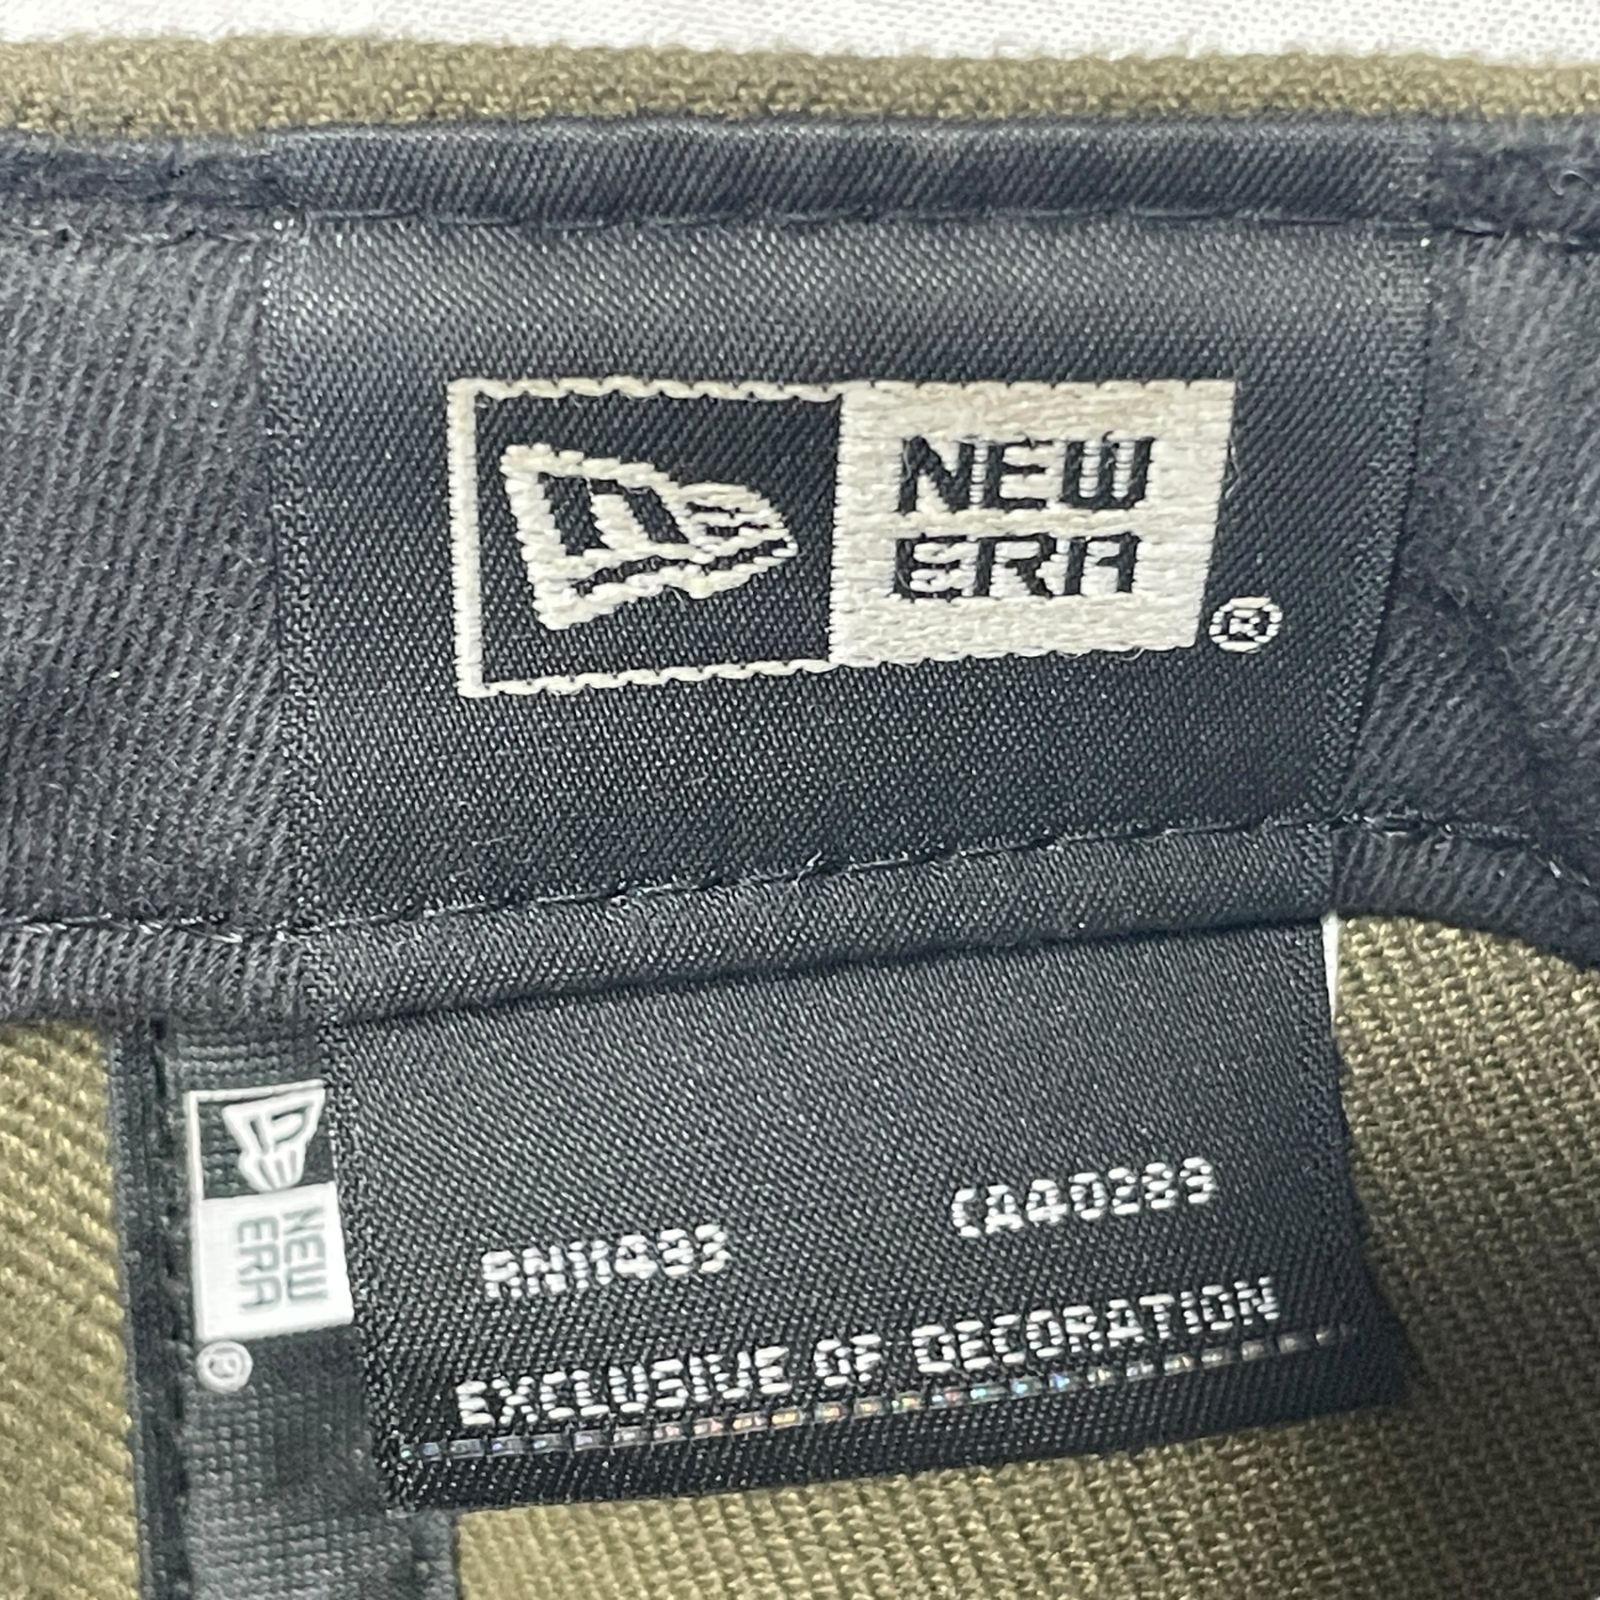 NEW
ERA
®
NEW
ERA
®
RN11493 CA40289
EXCLUSIVE OF DECORATION